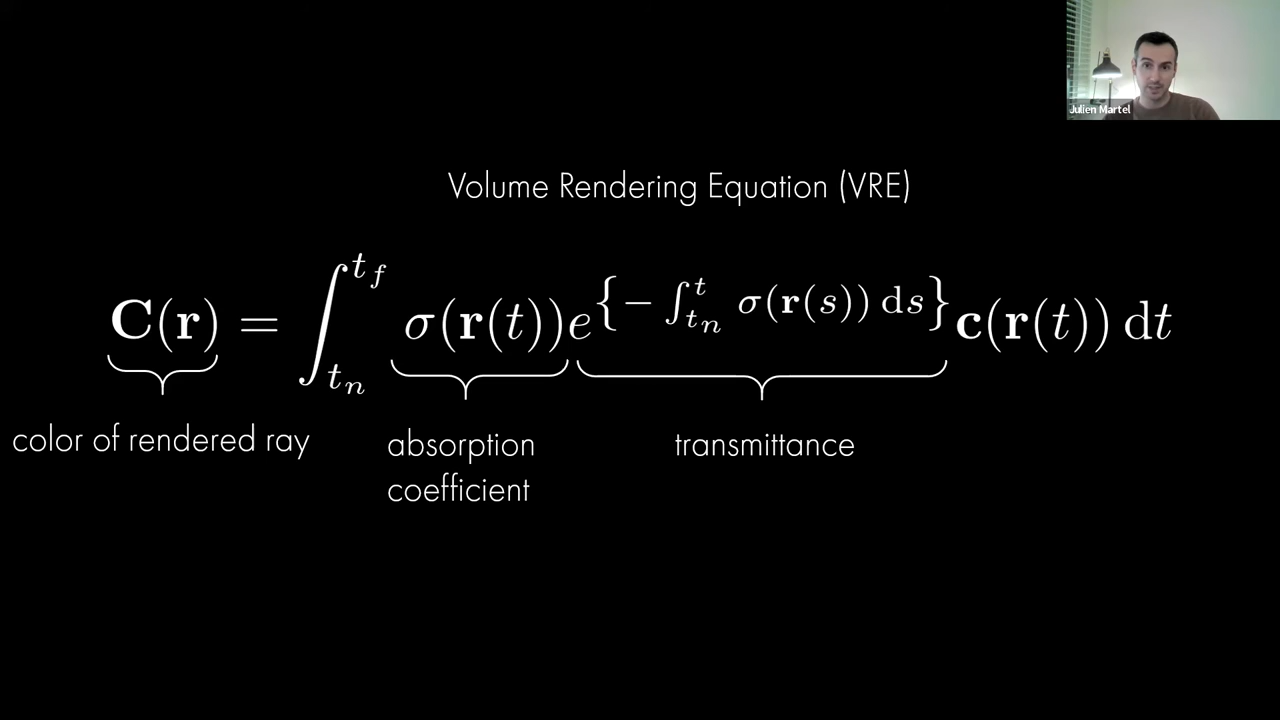 Julien Martel
Volume Rendering Equation (VRE)
C(r) = ∫_{t_n}^{t_f} σ(r(t))e^{−∫_{t_n}^{t} σ(r(s)) ds} c(r(t)) dt
color of rendered ray
absorption
coefficient
transmittance